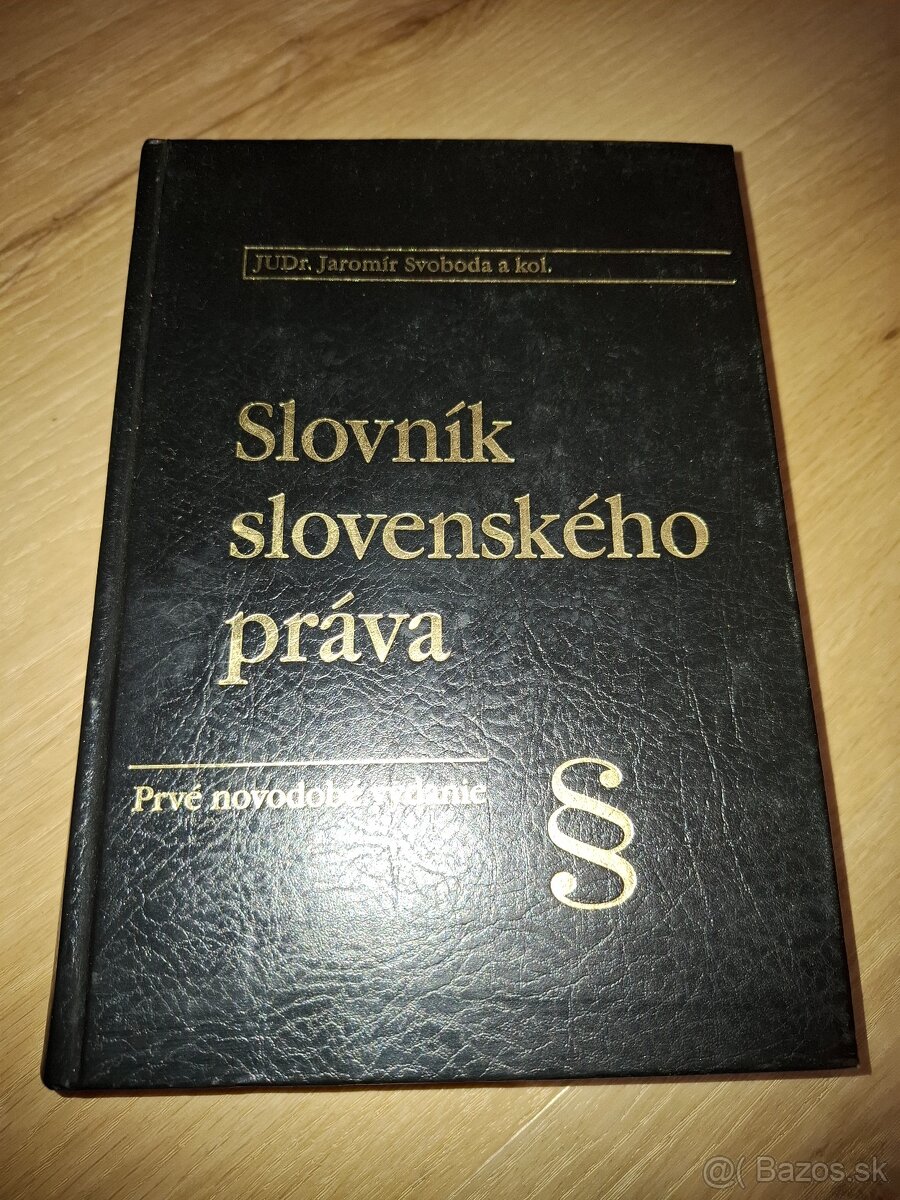 JUDr. Jaromír Svoboda a kol.
Slovník
slovenského
práva
Prvé novodobé vydanie
§
@( Bazos.sk